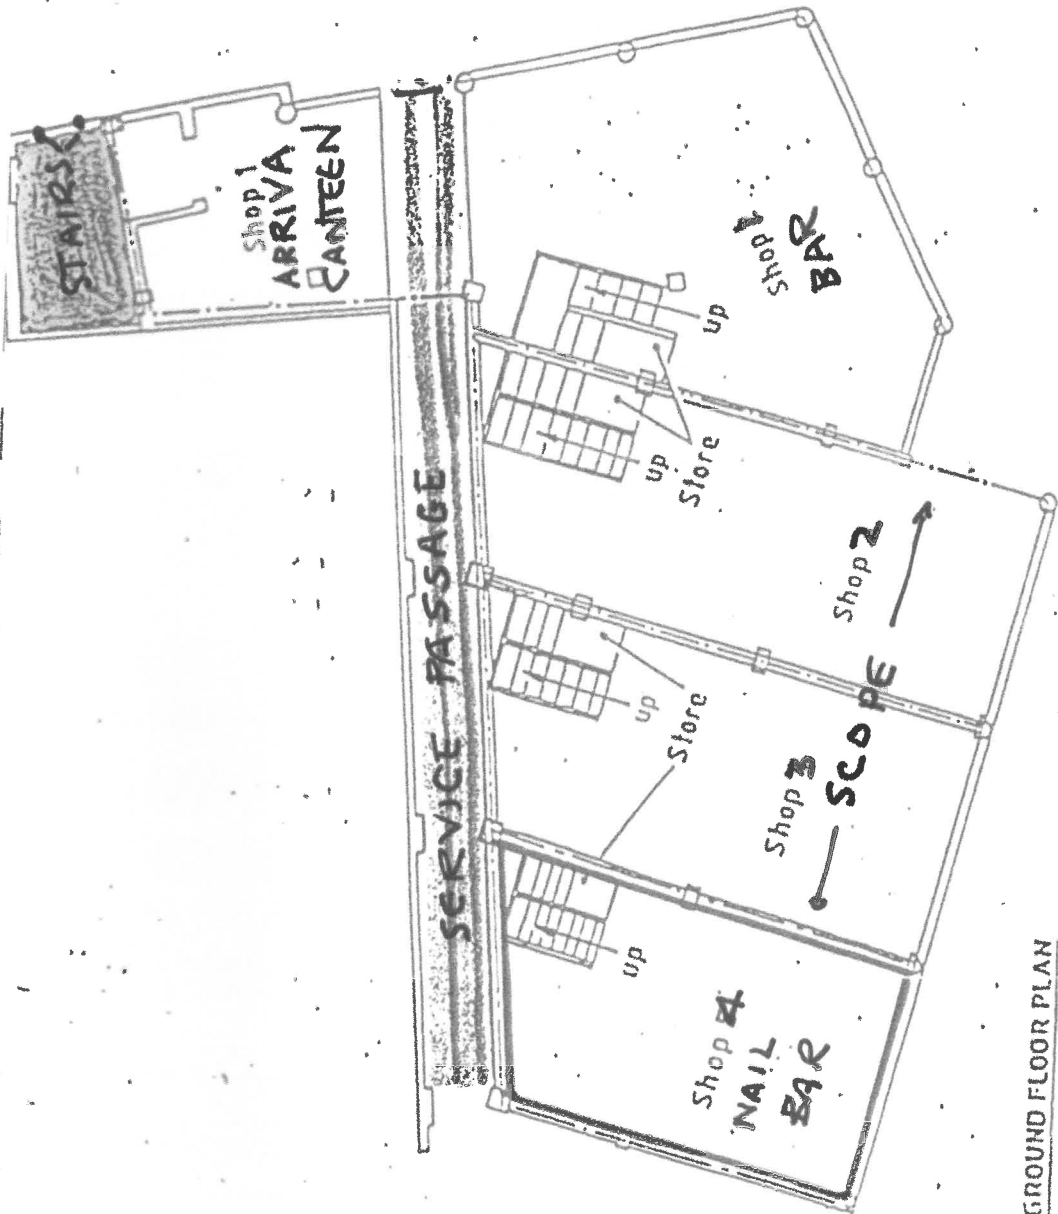 STAIRS
Shop 1
ARRIVA
CANTEEN
SERVICE PASSAGE
Shop 1
BAR
up
up
Store
Shop 2
up
Store
Shop 3
SCOPE
up
Shop 4
NAIL
BAR
GROUND FLOOR PLAN